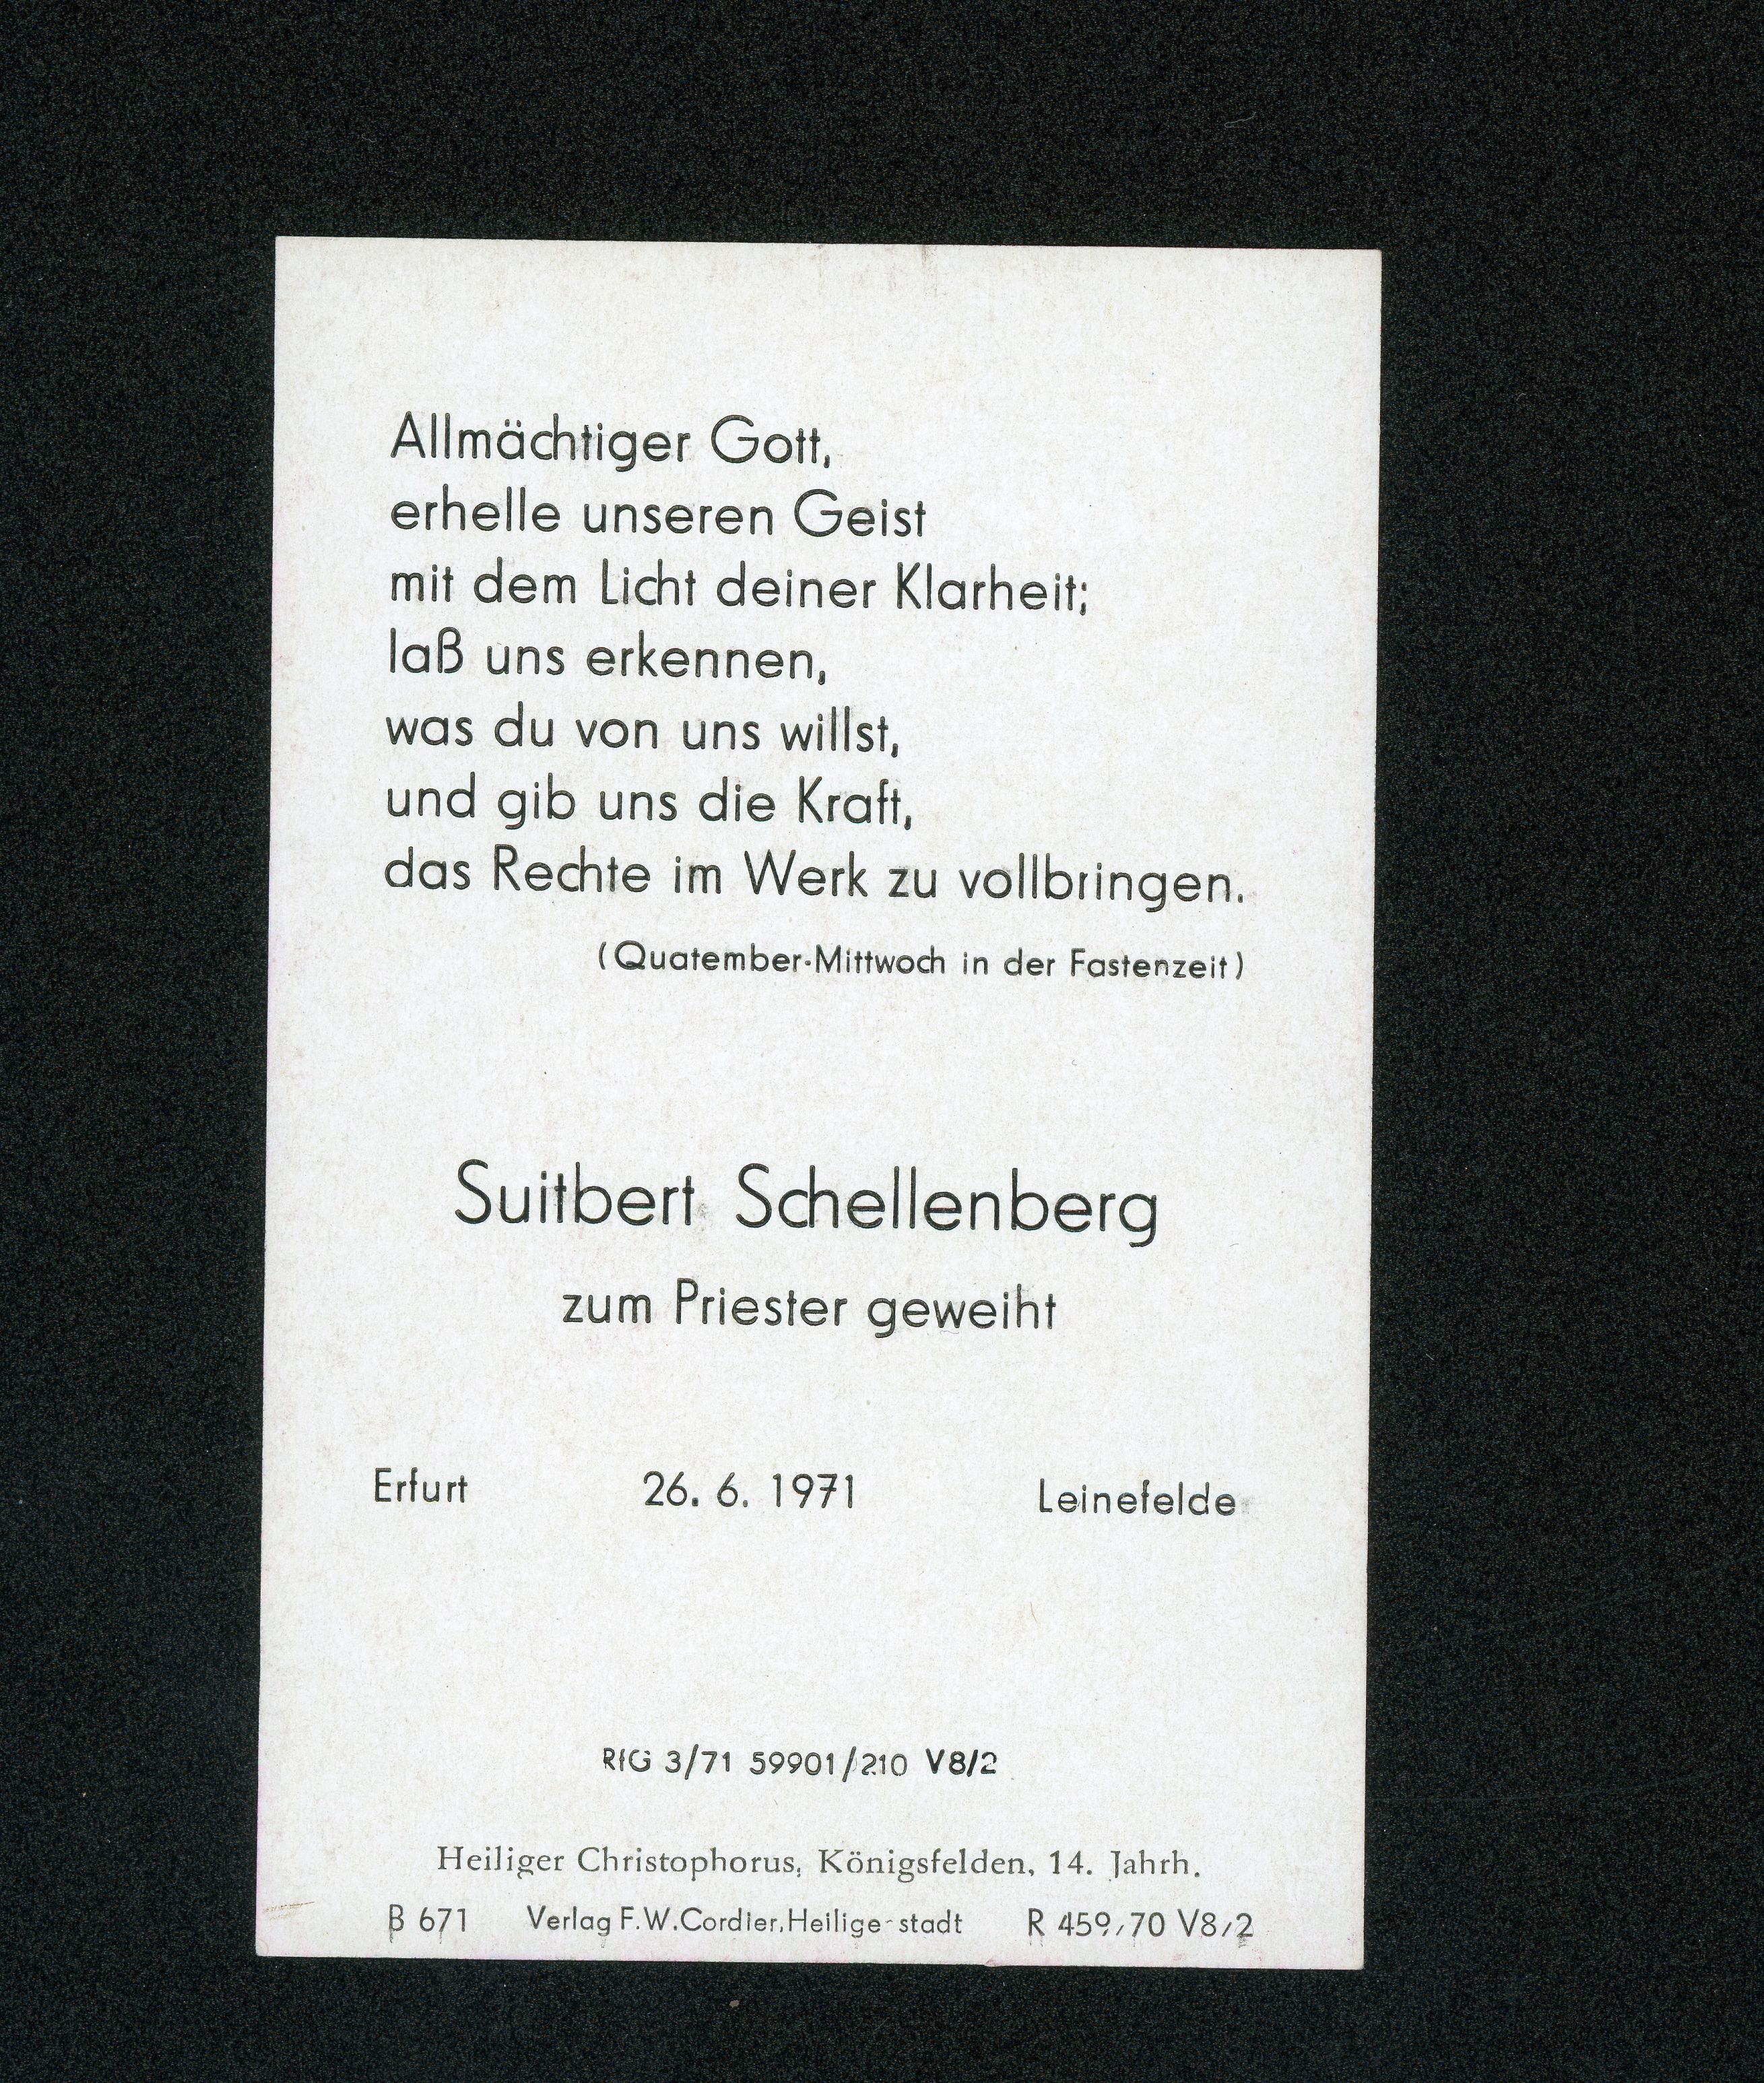 Allmächtiger Gott,
erhelle unseren Geist
mit dem Licht deiner Klarheit;
laß uns erkennen,
was du von uns willst,
und gib uns die Kraft,
das Rechte im Werk zu vollbringen.
(Quatember-Mittwoch in der Fastenzeit)
Suitbert Schellenberg
zum Priester geweiht
Erfurt 26. 6. 1971 Leinefelde
RfG 3/71 59901/210 V8/2
Heiliger Christophorus, Königsfelden, 14. Jahrh.
B 671 Verlag F.W.Cordier,Heilige-stadt R 459/70 V8/2